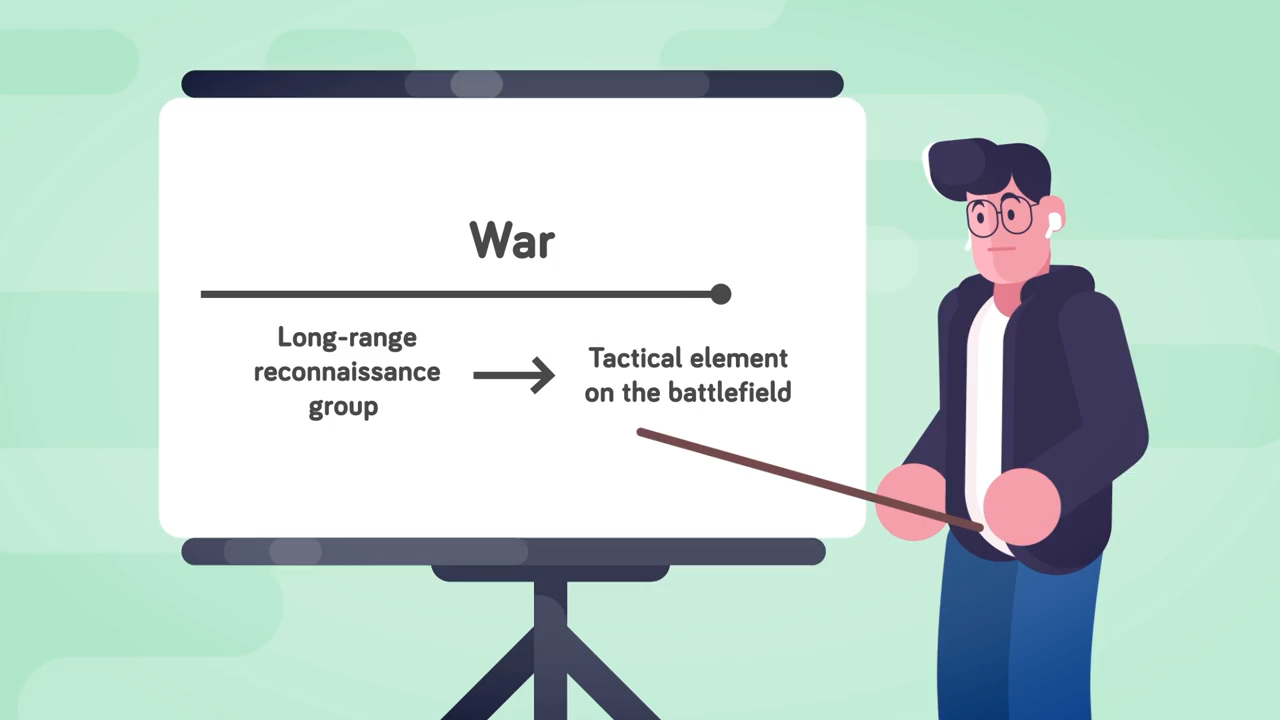 War
Long-range
reconnaissance
group
Tactical element
on the battlefield